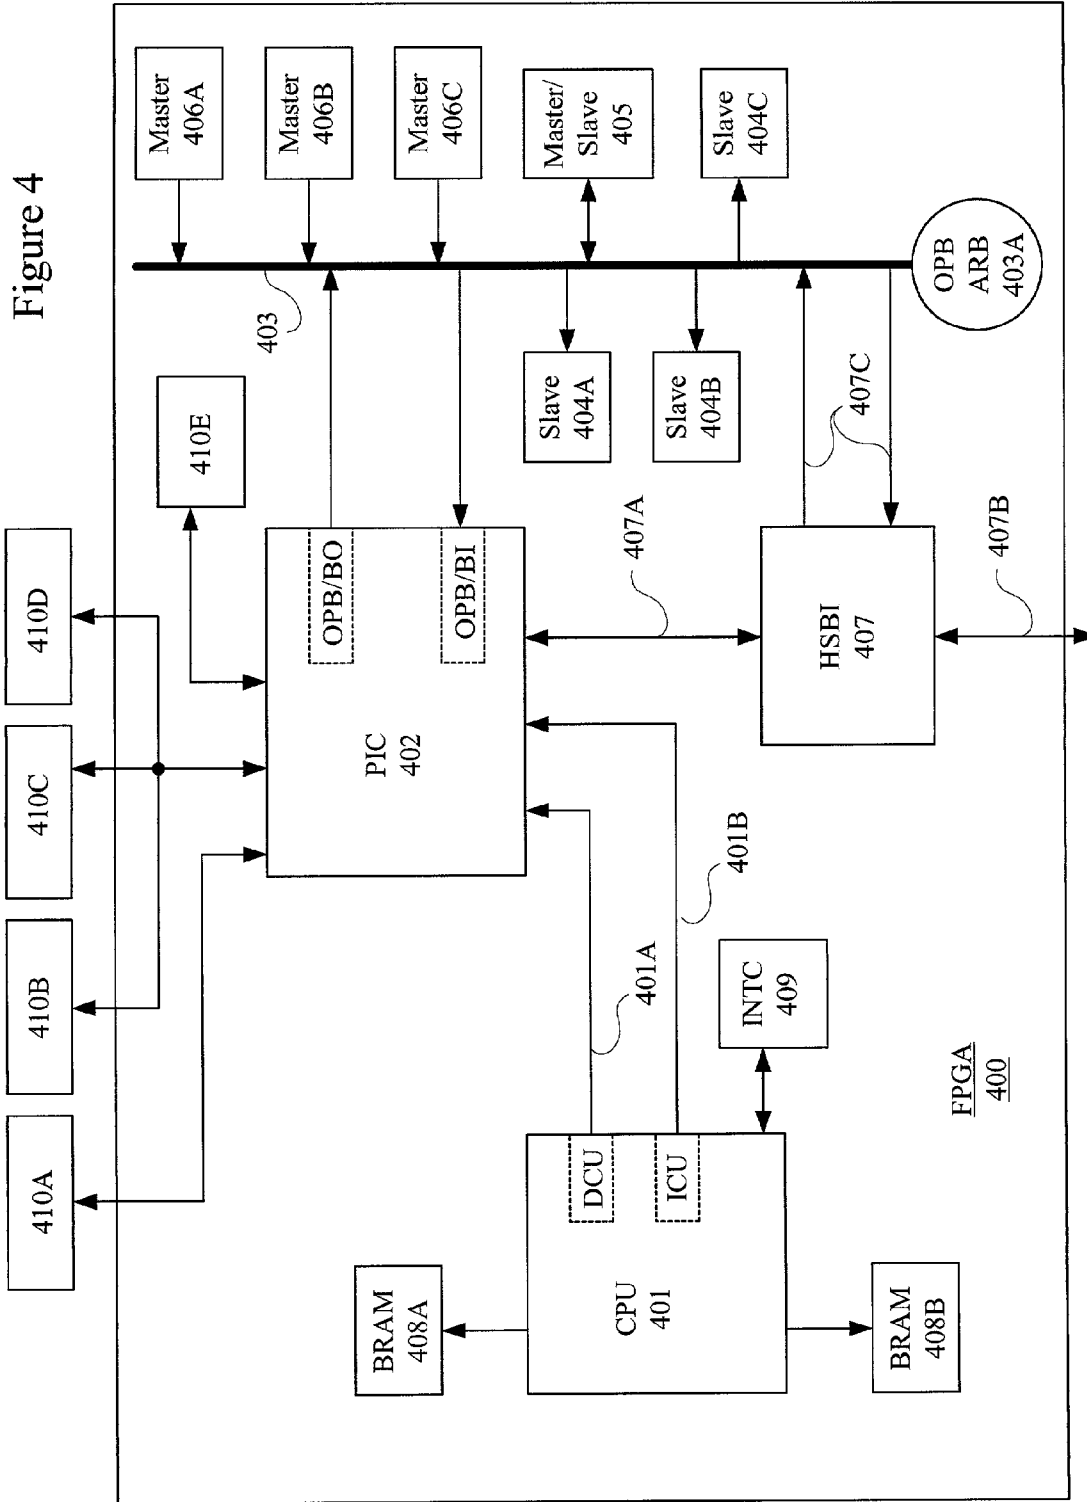 Figure 4
410A
410B
410C
410D
410E
Master
406A
Master
406B
Master
406C
Master/
Slave
405
Slave
404C
403
OPB
ARB
403A
Slave
404A
Slave
404B
407C
OPB/BO
OPB/BI
PIC
402
407A
HSBI
407
407B
401A
401B
BRAM
408A
DCU
ICU
CPU
401
INTC
409
BRAM
408B
FPGA
400